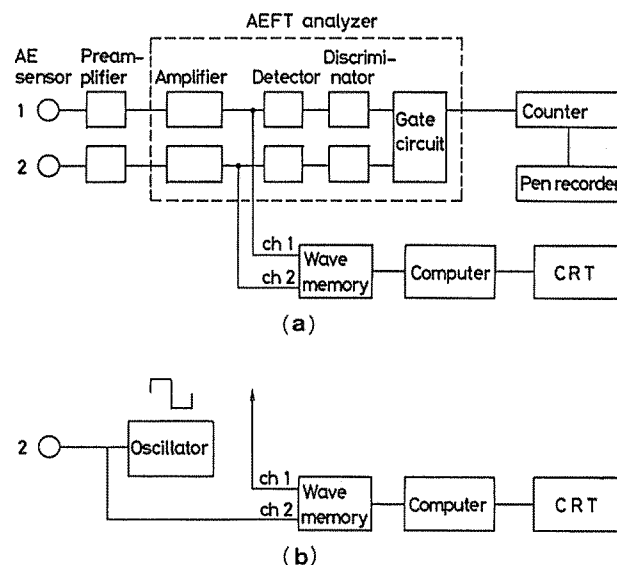 AEFT analyzer
AE
sensor
Pream-
plifier
Amplifier
Detector
Discrimi-
nator
1
Gate
circuit
Counter
2
Pen recorder
ch 1
ch 2
Wave
memory
Computer
CRT
(a)
2
Oscillator
ch 1
ch 2
Wave
memory
Computer
CRT
(b)